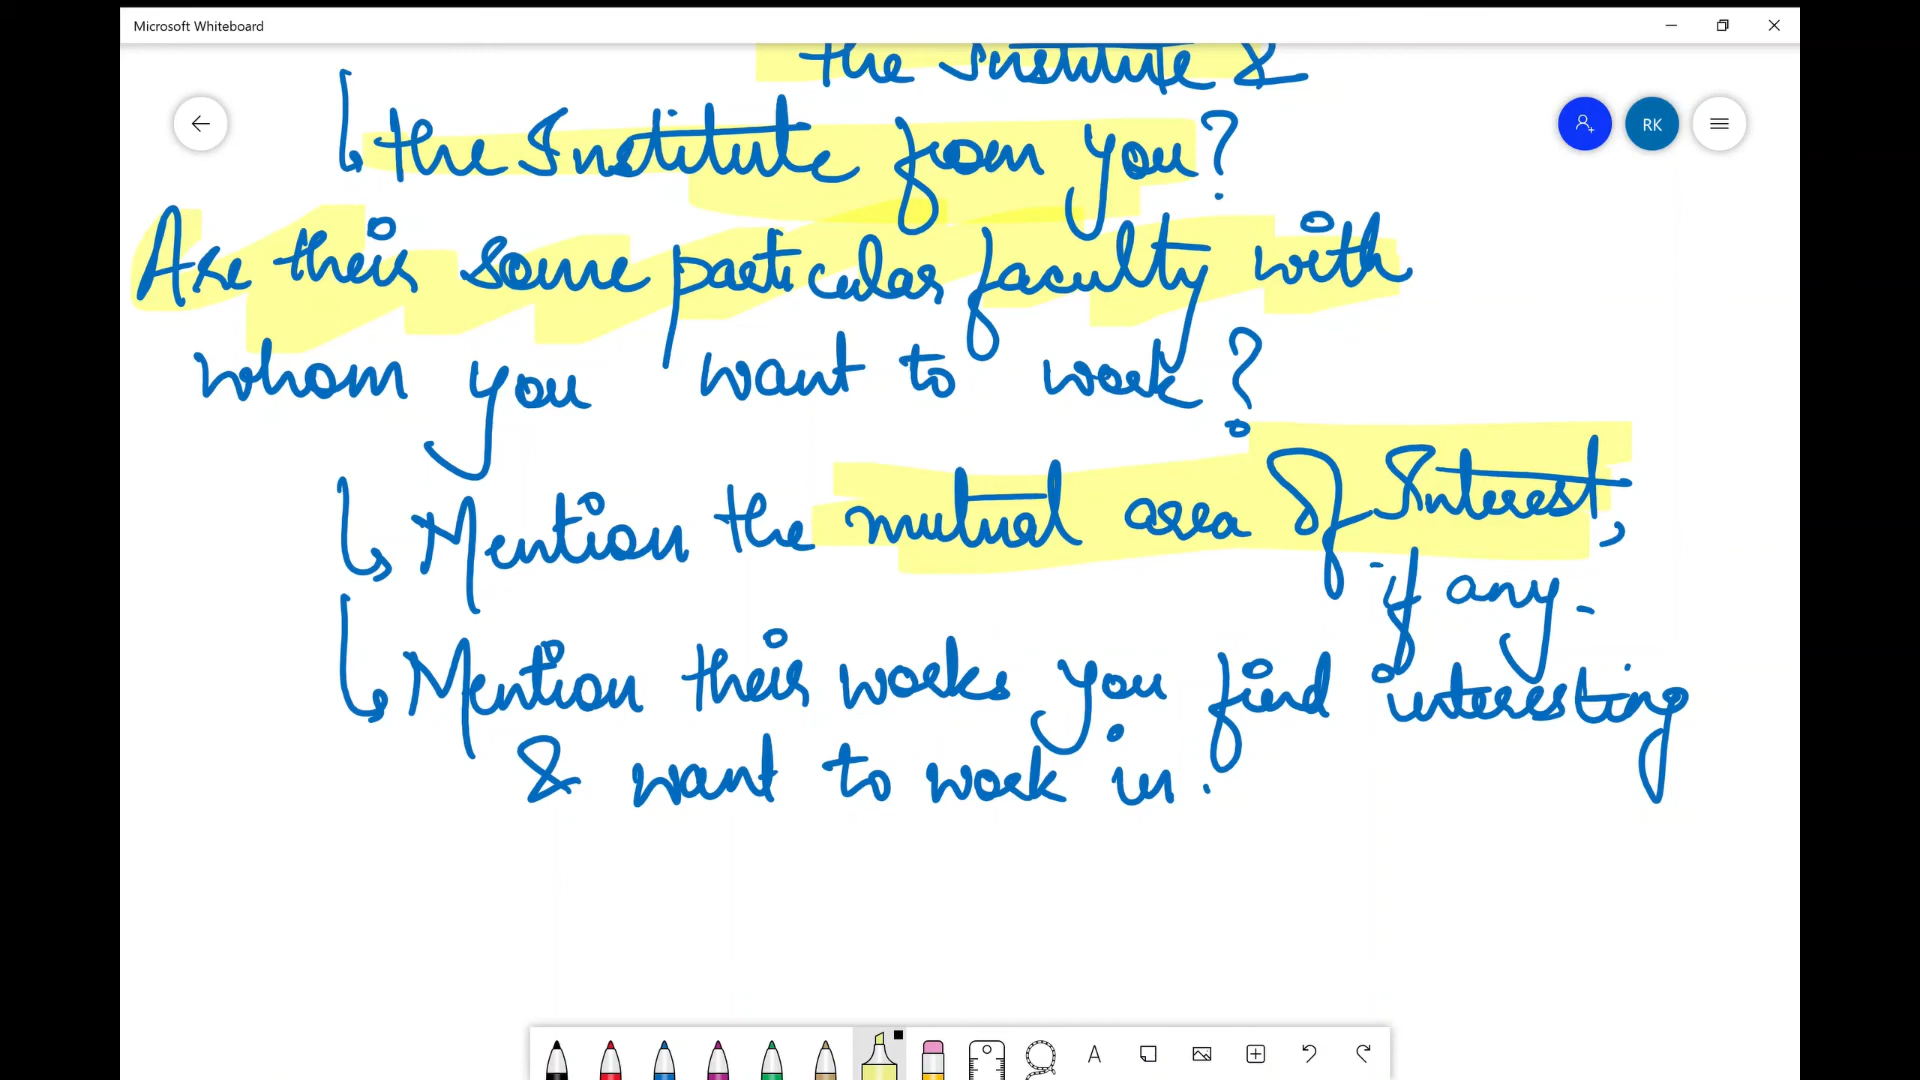 Microsoft Whiteboard
the Institute &
the Institute from you?
RK
Are their some particular faculty with
whom you want to work?
Mention the mutual area of Interest,
if any.
Mention their works you find interesting
& want to work in.
A